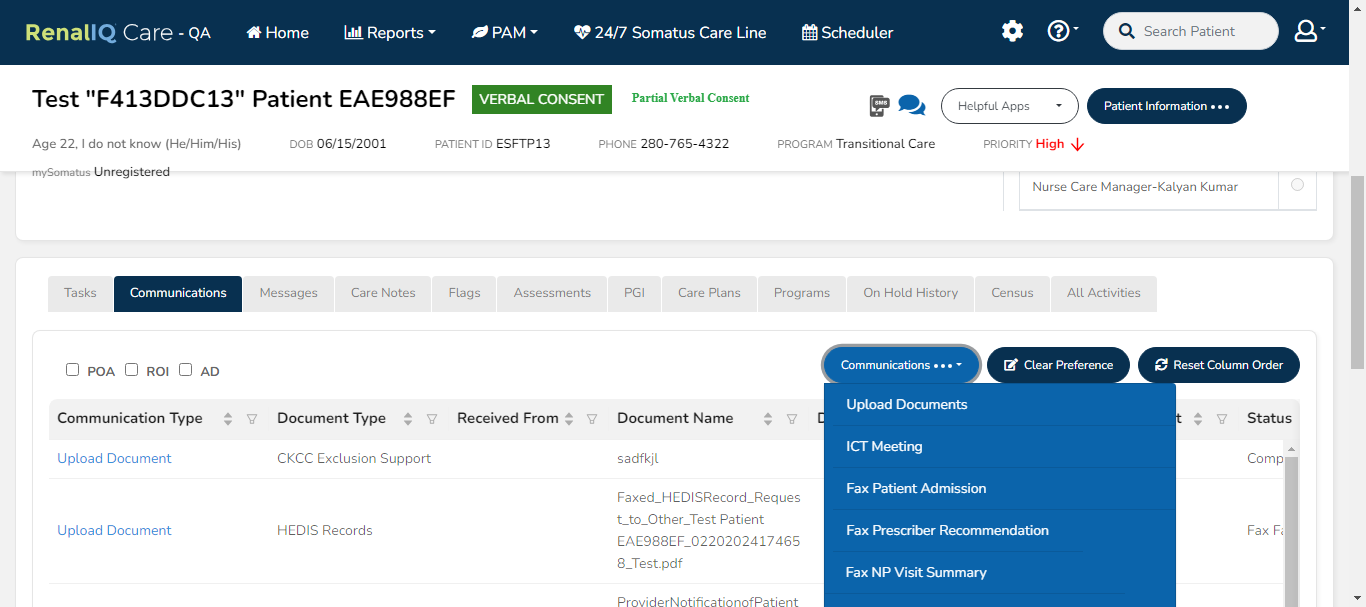 RenalIQ Care - QA
Home
Reports
PAM
24/7 Somatus Care Line
Scheduler
Search Patient
Test "F413DDC13" Patient EAE988EF
VERBAL CONSENT
Partial Verbal Consent
SMS
Helpful Apps
Patient Information
Age 22, I do not know (He/Him/His)
DOB 06/15/2001
PATIENT ID ESFTP13
PHONE 280-765-4322
PROGRAM Transitional Care
PRIORITY High
mySomatus Unregistered
Nurse Care Manager-Kalyan Kumar
Tasks
Communications
Messages
Care Notes
Flags
Assessments
PGI
Care Plans
Programs
On Hold History
Census
All Activities
POA
ROI
AD
Communications
Clear Preference
Reset Column Order
Upload Documents
ICT Meeting
Fax Patient Admission
Fax Prescriber Recommendation
Fax NP Visit Summary
Communication Type
Document Type
Received From
Document Name
D
t
Status
Upload Document
CKCC Exclusion Support
sadfkjl
Comp
Upload Document
HEDIS Records
Faxed_HEDISRecord_Reques
t_to_Other_Test Patient
EAE988EF_0220202417465
8_Test.pdf
Fax Fa
ProviderNotificationofPatient